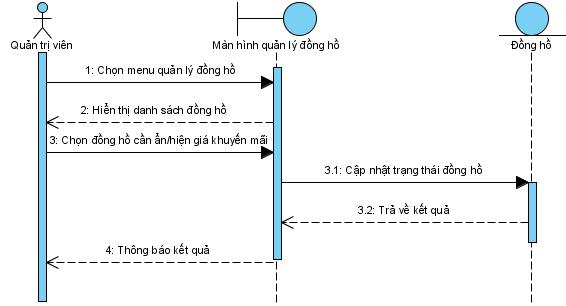 Quản trị viên
Màn hình quản lý đồng hồ
Đồng hồ
1: Chọn menu quản lý đồng hồ
2: Hiển thị danh sách đồng hồ
3: Chọn đồng hồ cần ẩn/hiện giá khuyến mãi
3.1: Cập nhật trạng thái đồng hồ
3.2: Trả về kết quả
4: Thông báo kết quả